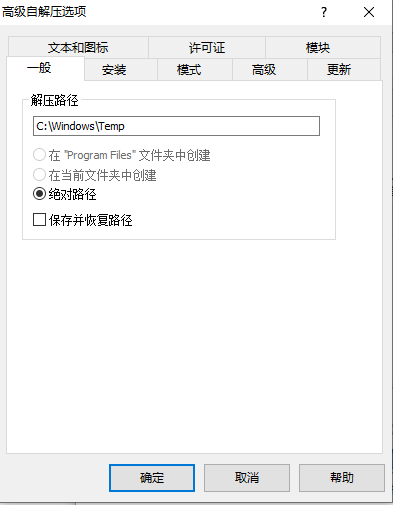 高级自解压选项
?
文本和图标 许可证 模块
一般 安装 模式 高级 更新
解压路径
C:\Windows\Temp
在 "Program Files" 文件夹中创建
在当前文件夹中创建
绝对路径
保存并恢复路径
确定 取消 帮助